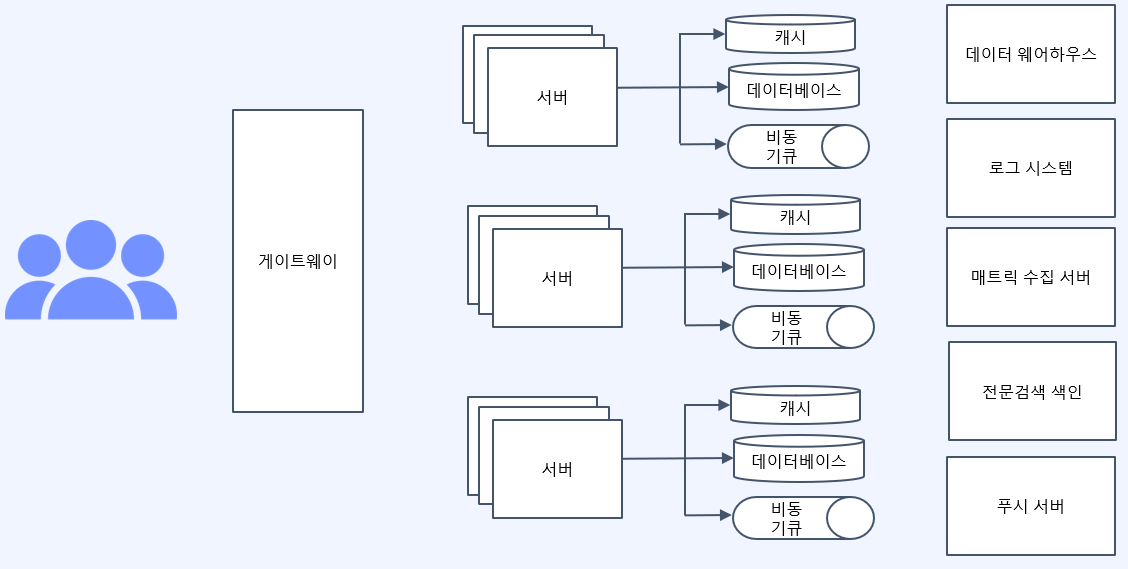 게이트웨이
서버
캐시
데이터베이스
비동
기큐
서버
캐시
데이터베이스
비동
기큐
서버
캐시
데이터베이스
비동
기큐
데이터 웨어하우스
로그 시스템
매트릭 수집 서버
전문검색 색인
푸시 서버